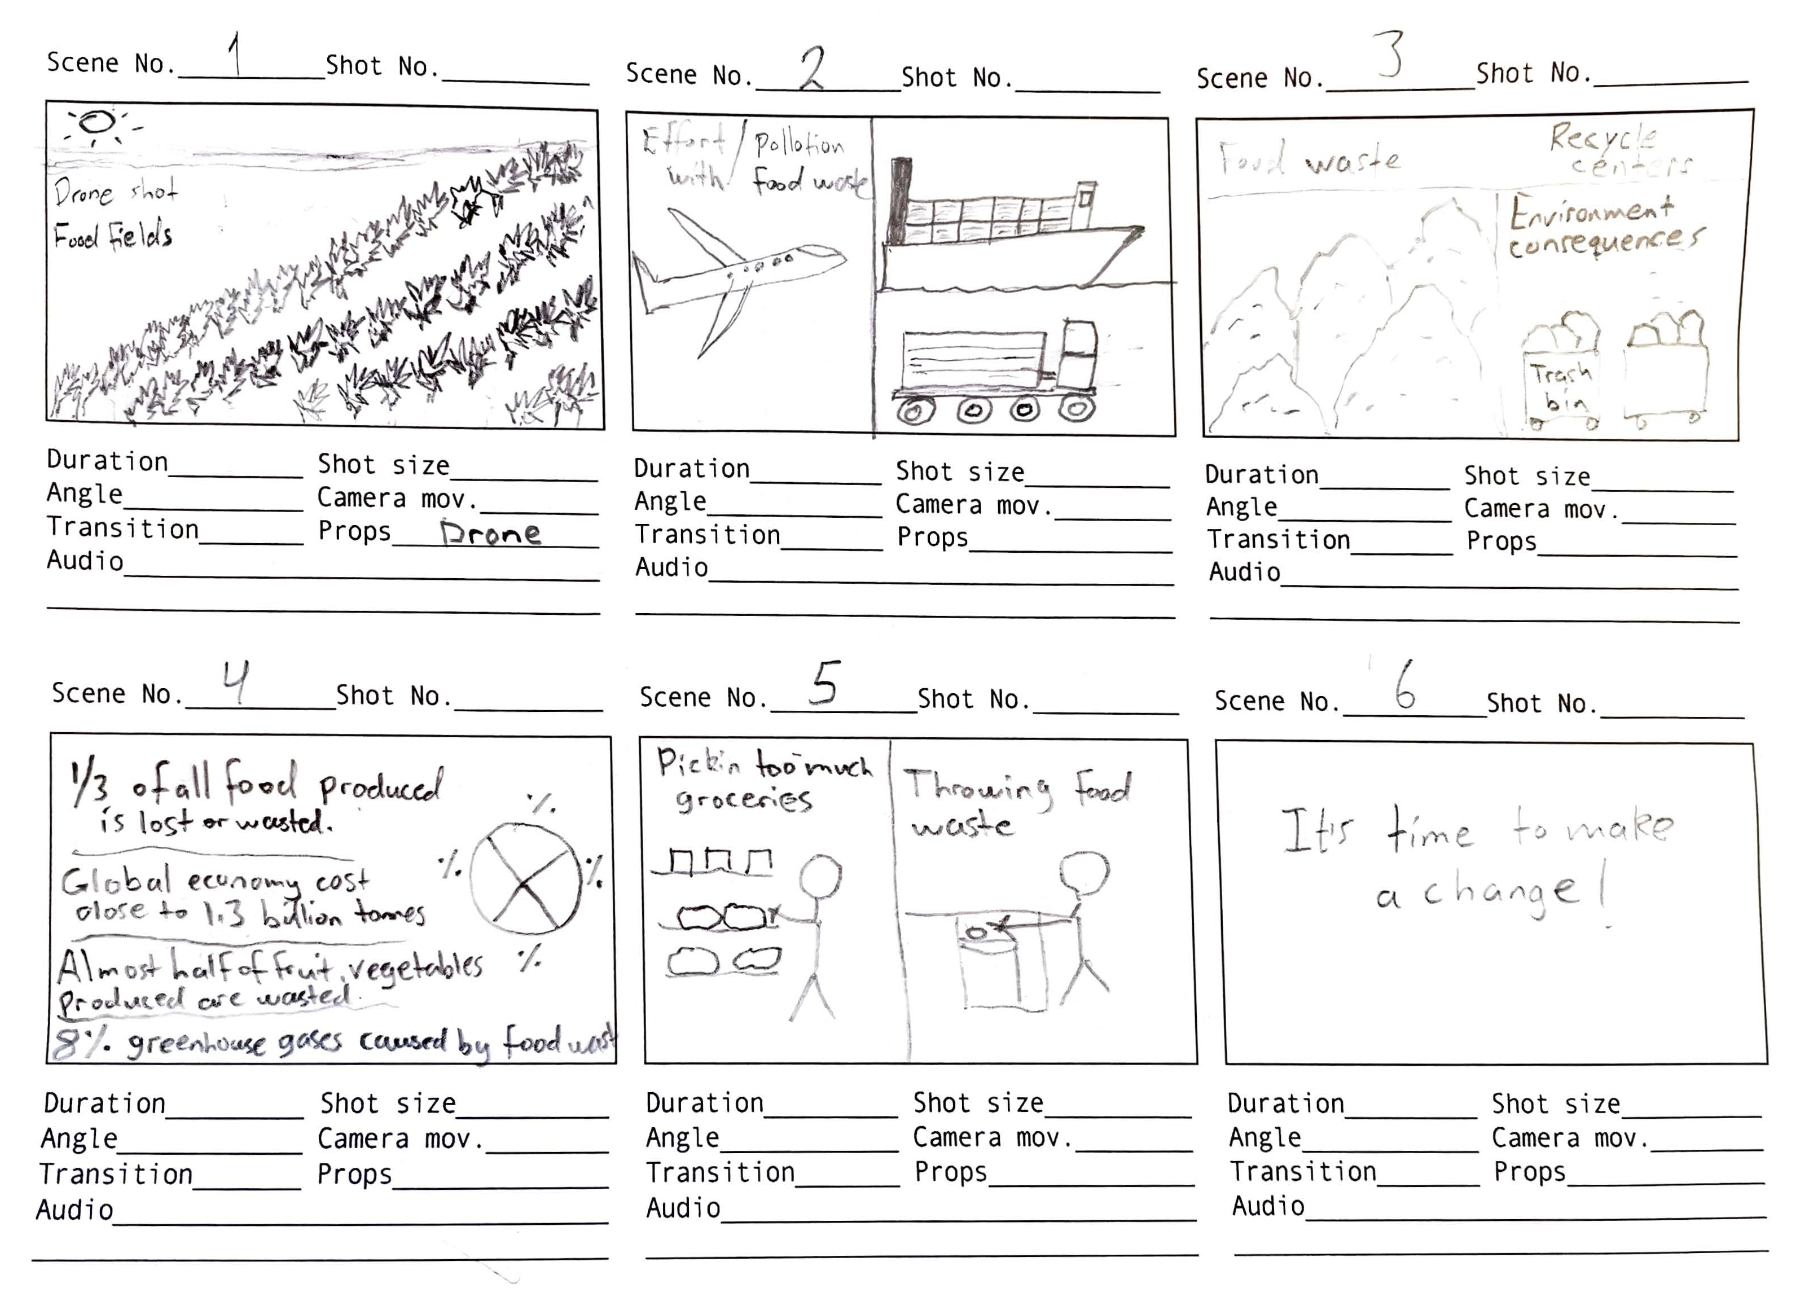 Scene No. 1 Shot No.
Drone shot
Food fields
Duration Shot size
Angle Camera mov.
Transition Props Drone
Audio
Scene No. 2 Shot No.
Effort / Pollution
with food waste
Duration Shot size
Angle Camera mov.
Transition Props
Audio
Scene No. 3 Shot No.
Food waste
Recycle
centers
Environment
consequences
Trash
bin
Duration Shot size
Angle Camera mov.
Transition Props
Audio
Scene No. 4 Shot No.
1/3 of all food produced
is lost or wasted.
Global economy cost
close to 1.3 billion tonnes
Almost half of fruit, vegetables
produced are wasted.
8% greenhouse gases caused by food wast
%
%
%
%
Duration Shot size
Angle Camera mov.
Transition Props
Audio
Scene No. 5 Shot No.
Pickin too much
groceries
Throwing food
waste
Duration Shot size
Angle Camera mov.
Transition Props
Audio
Scene No. 6 Shot No.
It's time to make
a change!
Duration Shot size
Angle Camera mov.
Transition Props
Audio